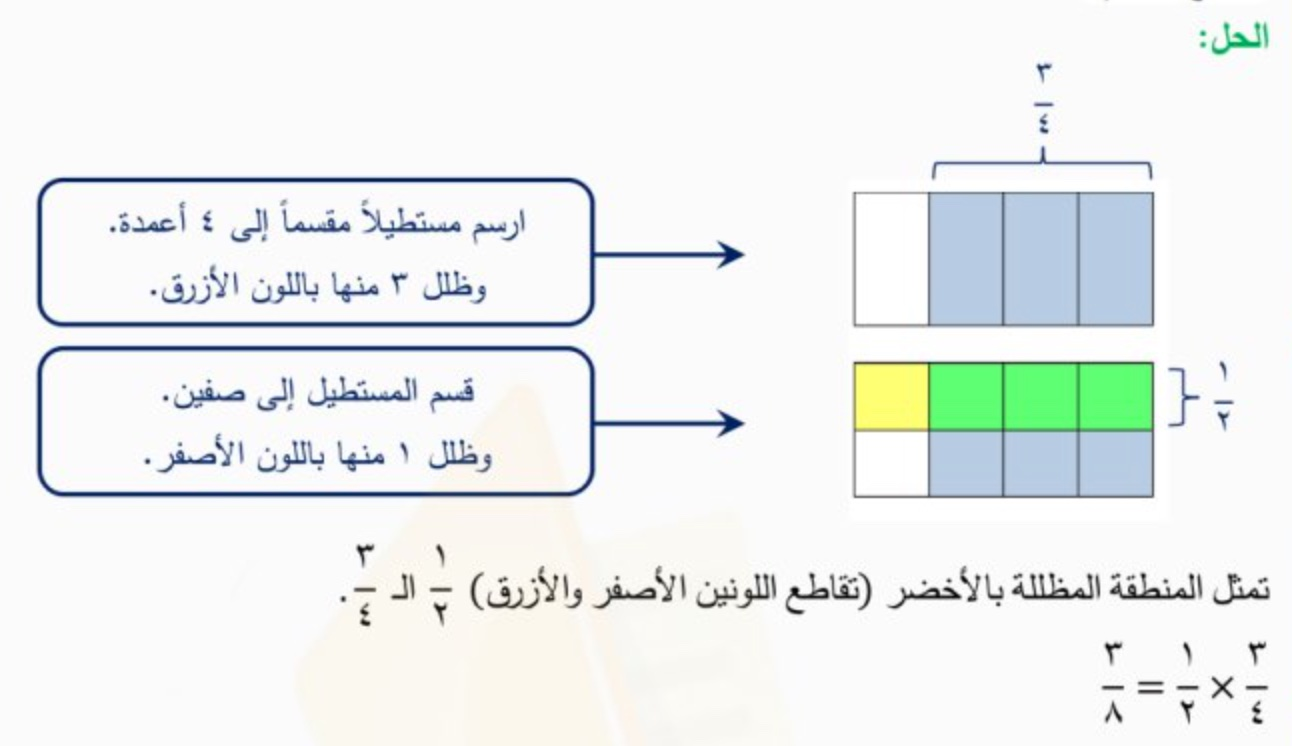 الحل:
٣/٤
ارسم مستطيلاً مقسماً إلى ٤ أعمدة.
وظلل ٣ منها باللون الأزرق.
قسم المستطيل إلى صفين.
وظلل ١ منها باللون الأصفر.
١/٢
تمثل المنطقة المظللة بالأخضر (تقاطع اللونين الأصفر والأزرق) ١/٢ الـ ٣/٤.
٣/٤ × ١/٢ = ٣/٨